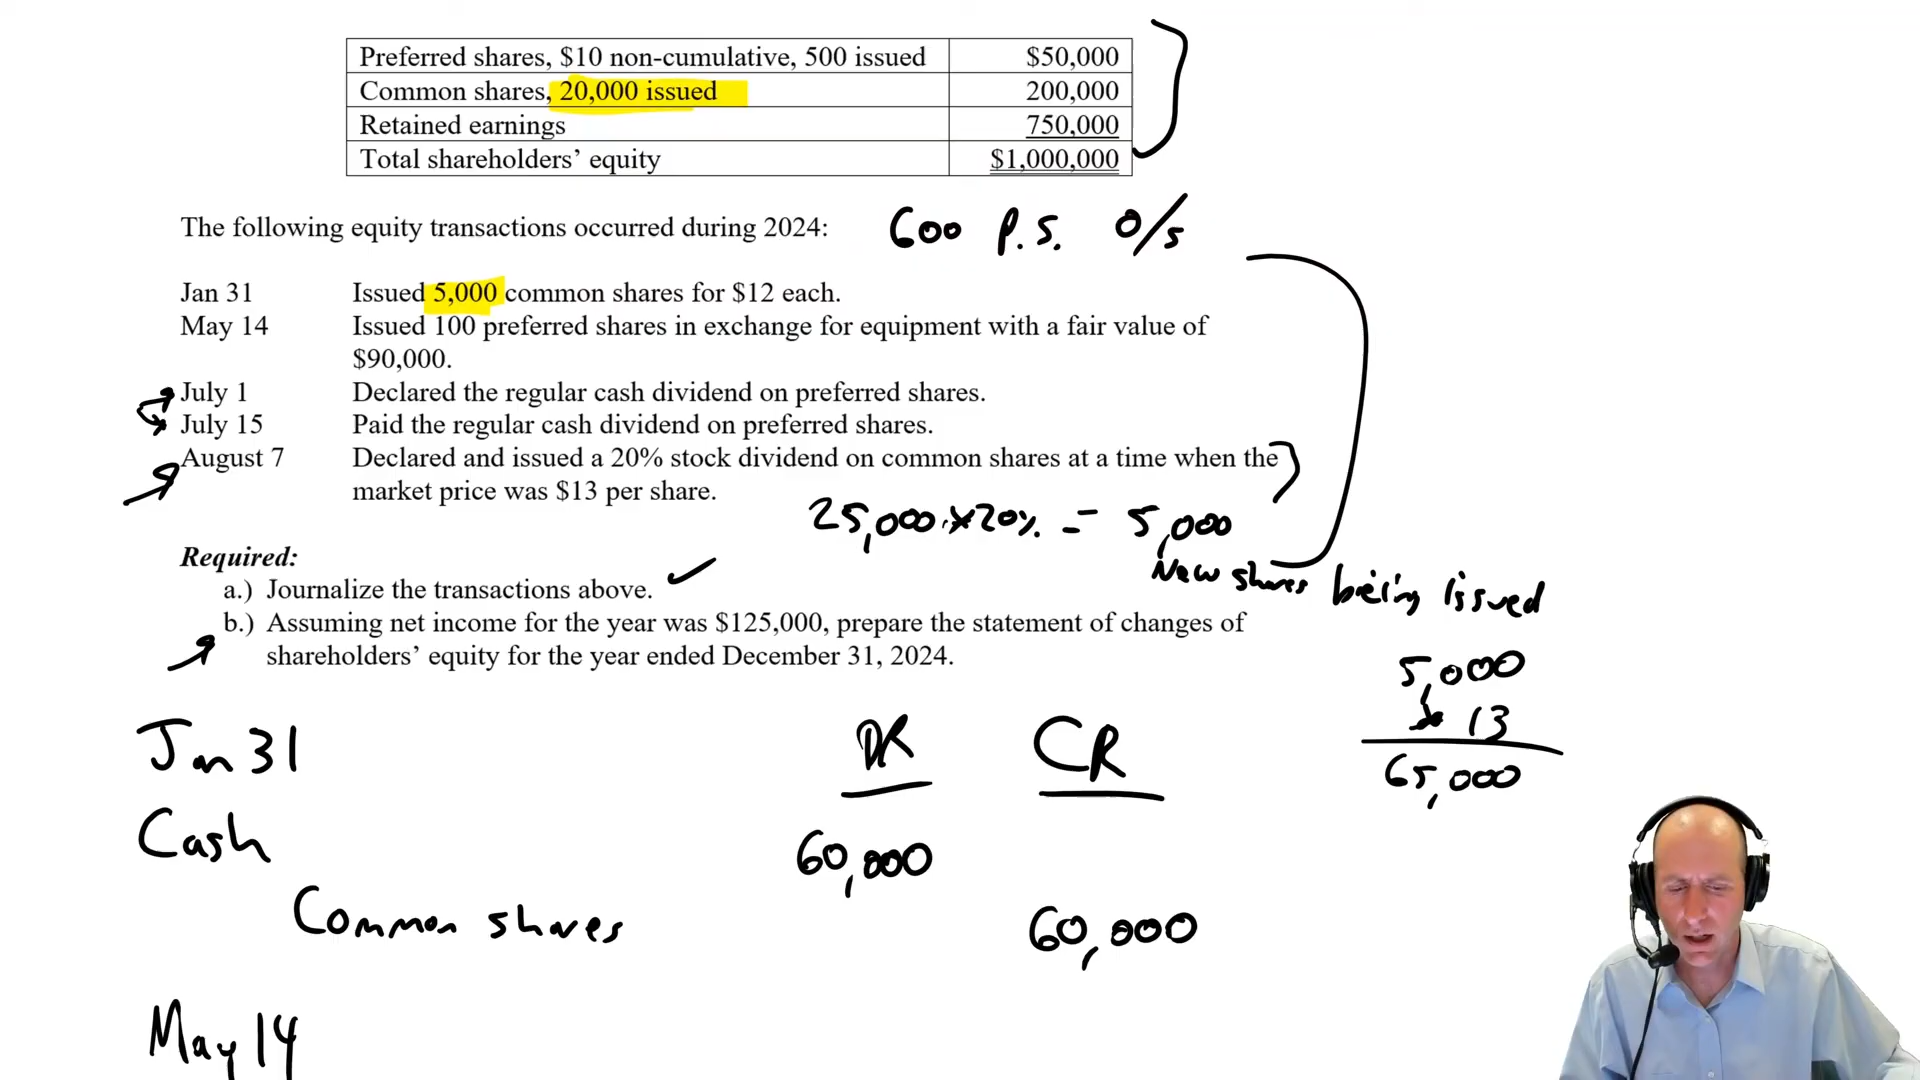 Preferred shares, $10 non-cumulative, 500 issued $50,000
Common shares, 20,000 issued 200,000
Retained earnings 750,000
Total shareholders’ equity $1,000,000
The following equity transactions occurred during 2024: 600 P.S. O/S
Jan 31 Issued 5,000 common shares for $12 each.
May 14 Issued 100 preferred shares in exchange for equipment with a fair value of
$90,000.
July 1 Declared the regular cash dividend on preferred shares.
July 15 Paid the regular cash dividend on preferred shares.
August 7 Declared and issued a 20% stock dividend on common shares at a time when the
market price was $13 per share.
25,000 x 20% = 5,000
New shares being issued
Required:
a.) Journalize the transactions above.
b.) Assuming net income for the year was $125,000, prepare the statement of changes of
shareholders’ equity for the year ended December 31, 2024.
5,000
x 13
65,000
Jan 31 DR CR
Cash 60,000
Common shares 60,000
May 14